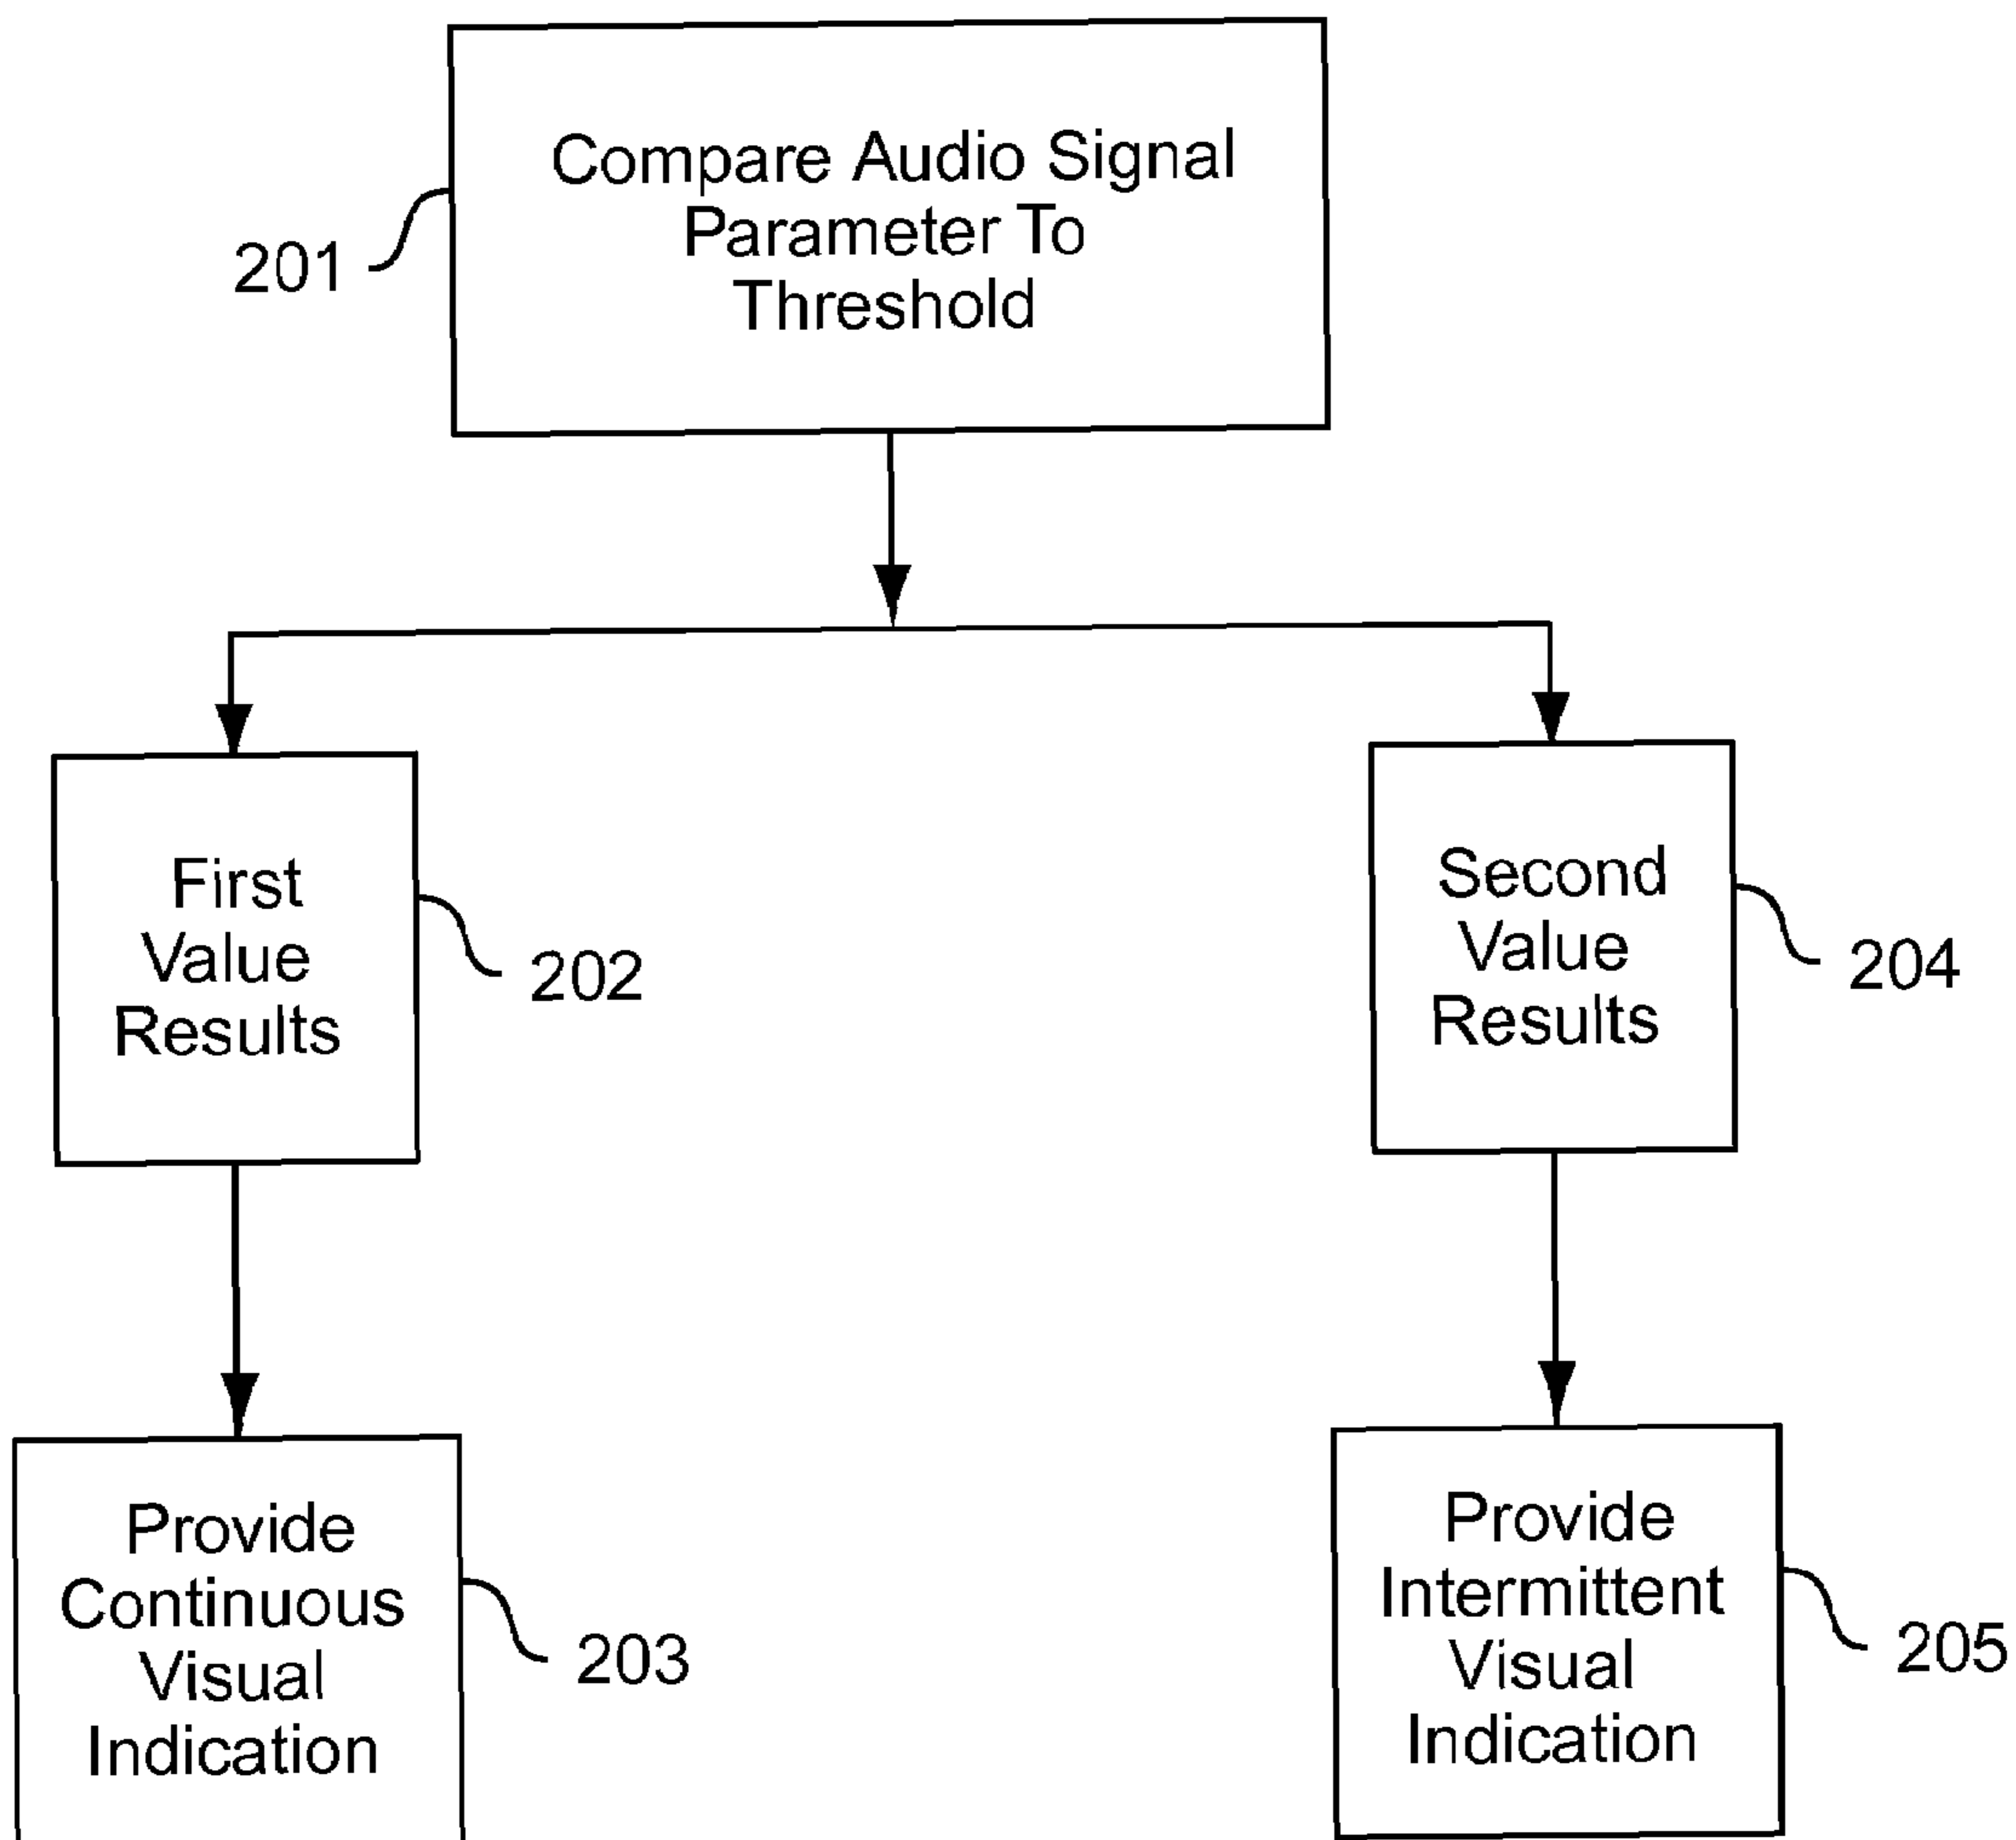 Compare Audio Signal
Parameter To
Threshold
201
First
Value
Results
202
Second
Value
Results
204
Provide
Continuous
Visual
Indication
203
Provide
Intermittent
Visual
Indication
205